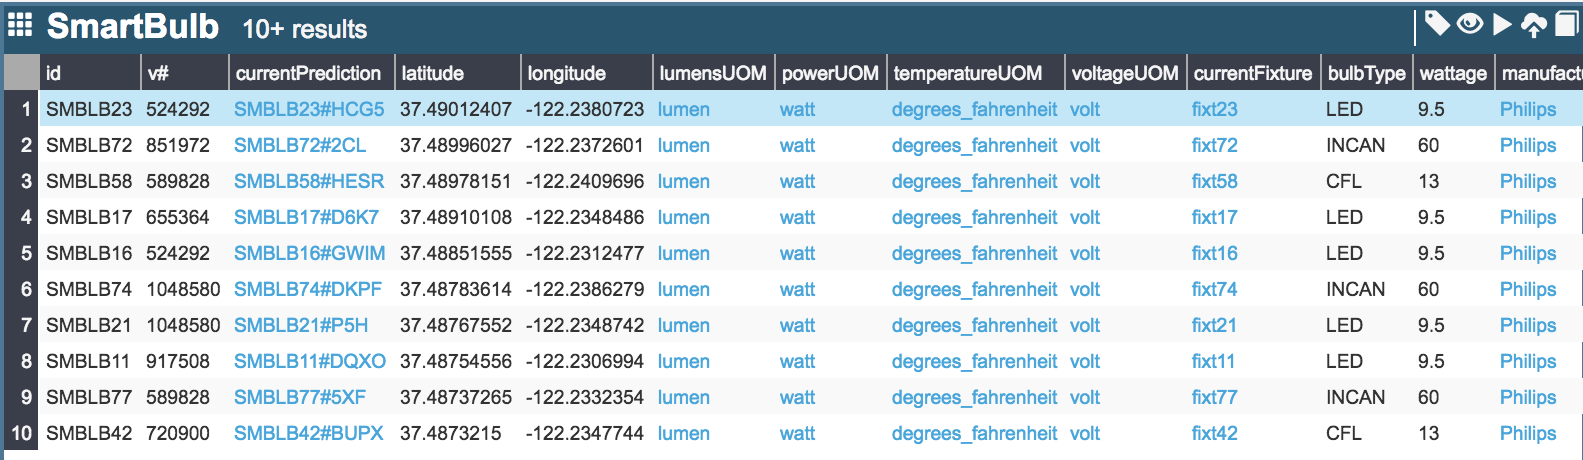 SmartBulb 10+ results
id v# currentPrediction latitude longitude lumensUOM powerUOM temperatureUOM voltageUOM currentFixture bulbType wattage manufactu
1 SMBLB23 524292 SMBLB23#HCG5 37.49012407 -122.2380723 lumen watt degrees_fahrenheit volt fixt23 LED 9.5 Philips
2 SMBLB72 851972 SMBLB72#2CL 37.48996027 -122.2372601 lumen watt degrees_fahrenheit volt fixt72 INCAN 60 Philips
3 SMBLB58 589828 SMBLB58#HESR 37.48978151 -122.2409696 lumen watt degrees_fahrenheit volt fixt58 CFL 13 Philips
4 SMBLB17 655364 SMBLB17#D6K7 37.48910108 -122.2348486 lumen watt degrees_fahrenheit volt fixt17 LED 9.5 Philips
5 SMBLB16 524292 SMBLB16#GWIM 37.48851555 -122.2312477 lumen watt degrees_fahrenheit volt fixt16 LED 9.5 Philips
6 SMBLB74 1048580 SMBLB74#DKPF 37.48783614 -122.2386279 lumen watt degrees_fahrenheit volt fixt74 INCAN 60 Philips
7 SMBLB21 1048580 SMBLB21#P5H 37.48767552 -122.2348742 lumen watt degrees_fahrenheit volt fixt21 LED 9.5 Philips
8 SMBLB11 917508 SMBLB11#DQXO 37.48754556 -122.2306994 lumen watt degrees_fahrenheit volt fixt11 LED 9.5 Philips
9 SMBLB77 589828 SMBLB77#5XF 37.48737265 -122.2332354 lumen watt degrees_fahrenheit volt fixt77 INCAN 60 Philips
10 SMBLB42 720900 SMBLB42#BUPX 37.4873215 -122.2347744 lumen watt degrees_fahrenheit volt fixt42 CFL 13 Philips